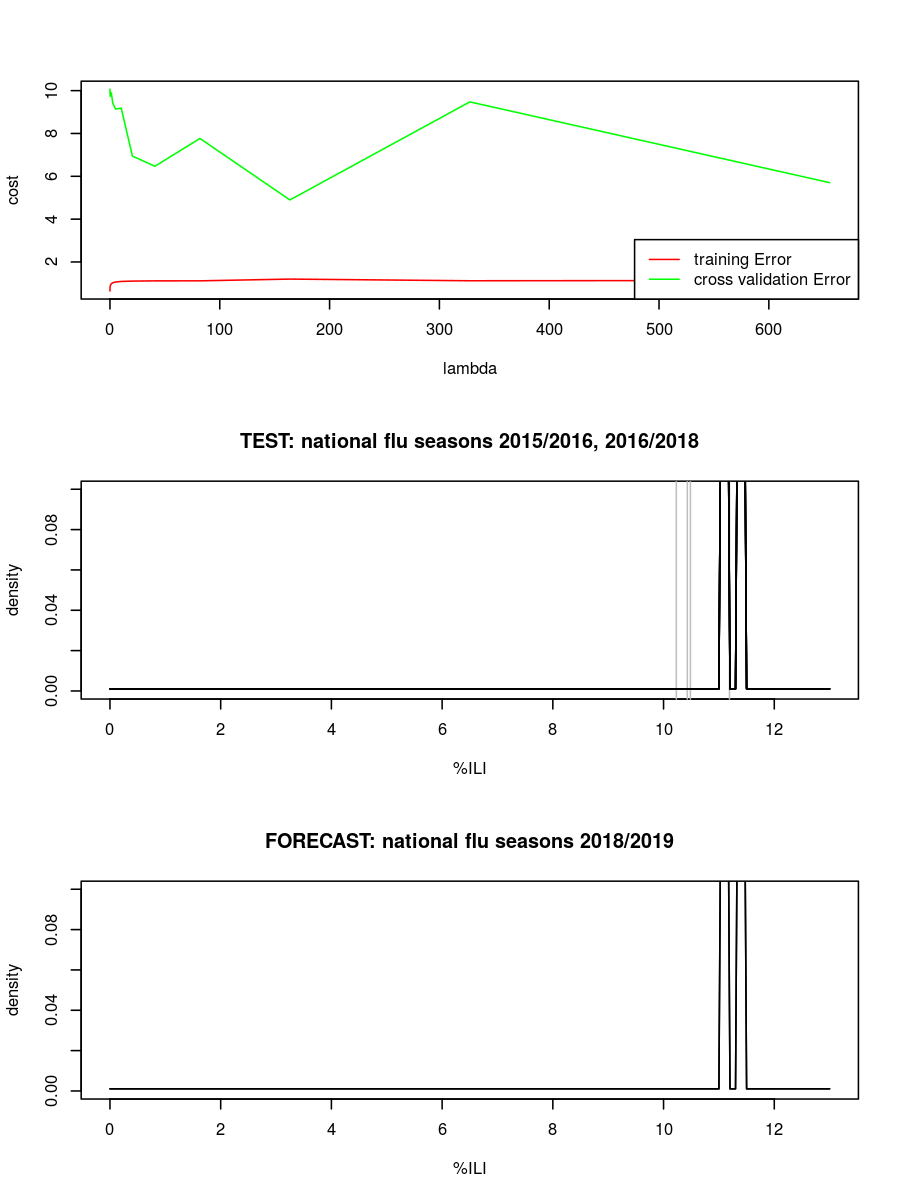 10
8
6
4
2
cost
training Error
cross validation Error
0 100 200 300 400 500 600
lambda
TEST: national flu seasons 2015/2016, 2016/2018
0.08
0.04
0.00
density
0 2 4 6 8 10 12
%ILI
FORECAST: national flu seasons 2018/2019
0.08
0.04
0.00
density
0 2 4 6 8 10 12
%ILI